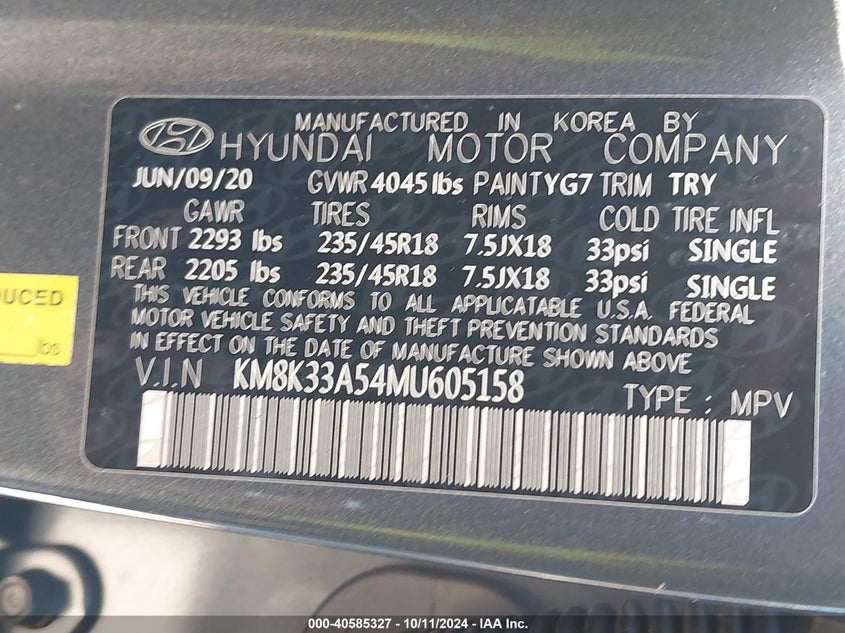 MANUFACTURED IN KOREA BY
HYUNDAI MOTOR COMPANY
JUN/09/20 GVWR 4045 lbs PAINT YG7 TRIM TRY
GAWR TIRES RIMS COLD TIRE INFL
FRONT 2293 lbs 235/45R18 7.5JX18 33psi SINGLE
REAR 2205 lbs 235/45R18 7.5JX18 33psi SINGLE
THIS VEHICLE CONFORMS TO ALL APPLICATABLE U.S.A. FEDERAL
MOTOR VEHICLE SAFETY AND THEFT PREVENTION STANDARDS
IN EFFECT ON THE DATE OF MANUFACTURE SHOWN ABOVE
V.I.N KM8K33A54MU605158 TYPE : MPV
DUCED
lbs
000-40585327 - 10/11/2024 - IAA Inc.